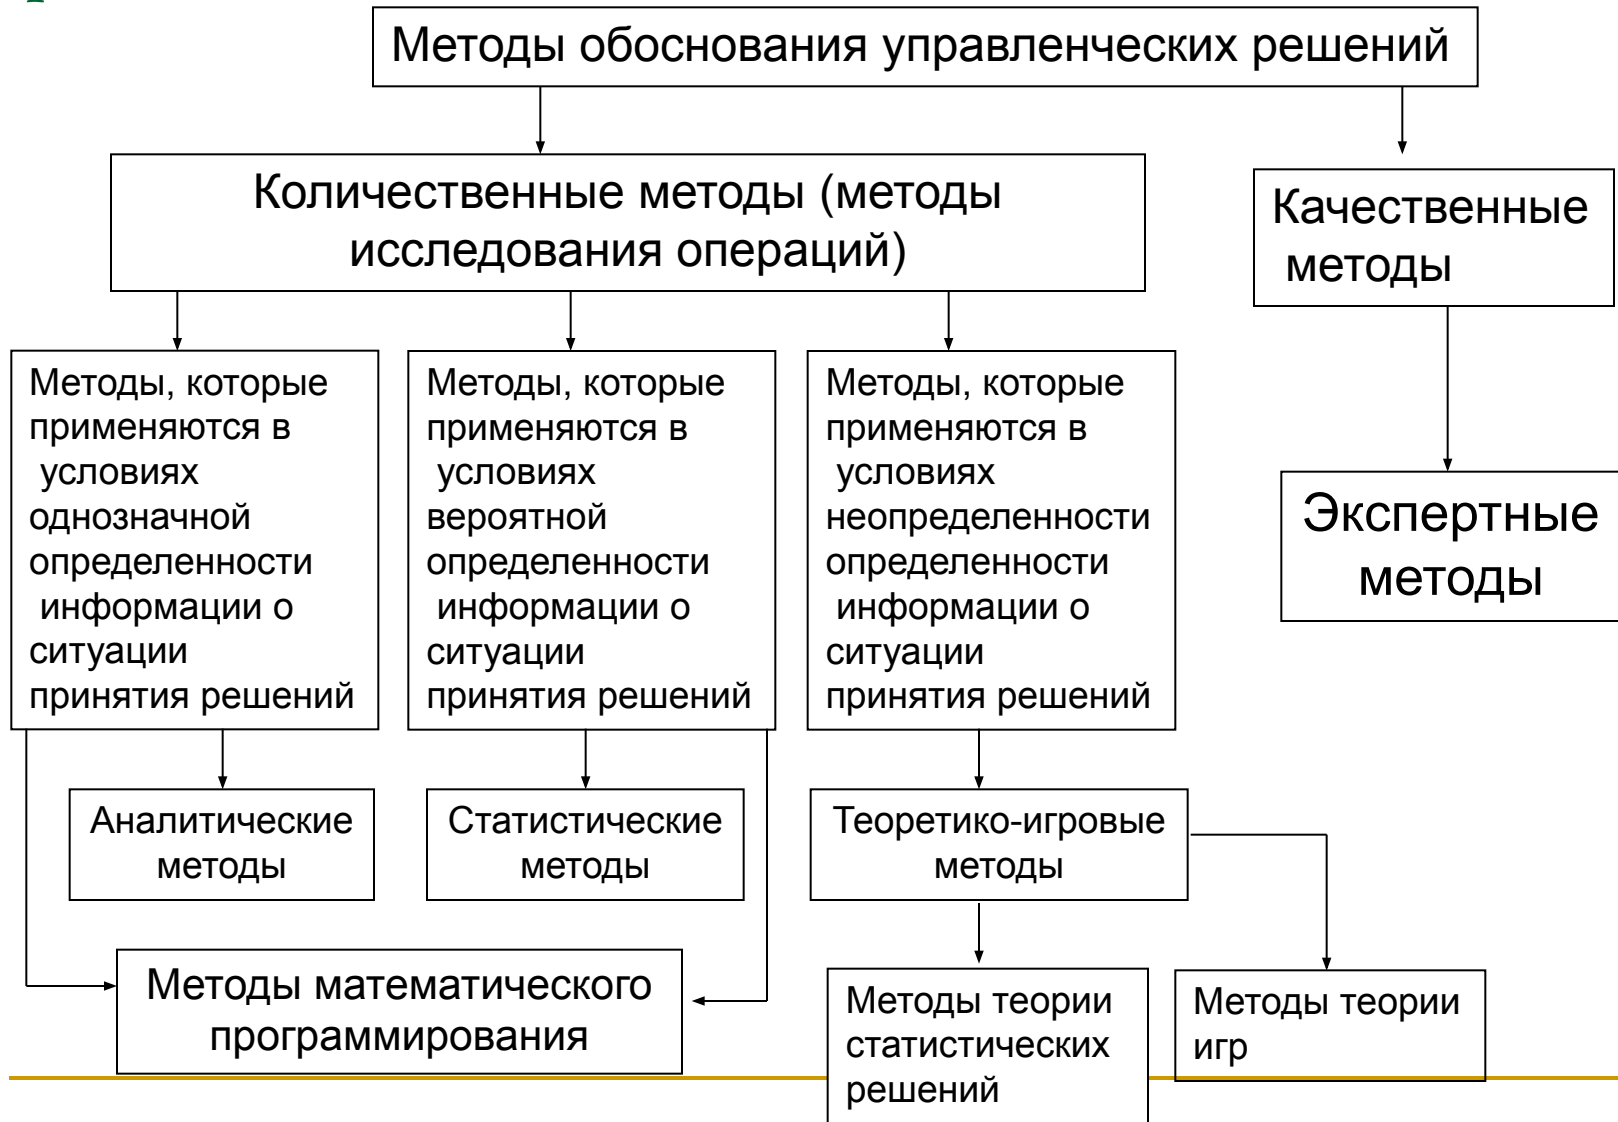 Методы обоснования управленческих решений
Количественные методы (методы
исследования операций)
Качественные
методы
Методы, которые
применяются в
условиях
однозначной
определенности
информации о
ситуации
принятия решений
Методы, которые
применяются в
условиях
вероятной
определенности
информации о
ситуации
принятия решений
Методы, которые
применяются в
условиях
неопределенности
определенности
информации о
ситуации
принятия решений
Экспертные
методы
Аналитические
методы
Статистические
методы
Теоретико-игровые
методы
Методы математического
программирования
Методы теории
статистических
решений
Методы теории
игр